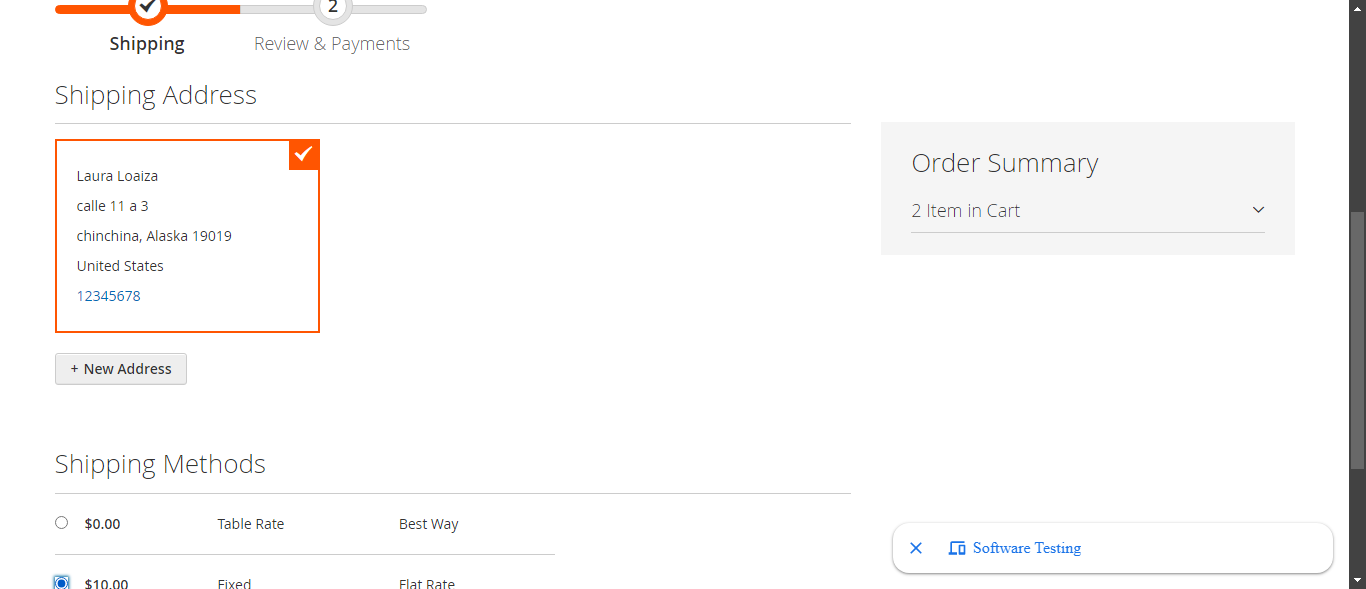 2
Shipping
Review & Payments
Shipping Address
Laura Loaiza
calle 11 a 3
chinchina, Alaska 19019
United States
12345678
+ New Address
Order Summary
2 Item in Cart
Shipping Methods
$0.00 Table Rate Best Way
$10.00 Fixed Flat Rate
Software Testing